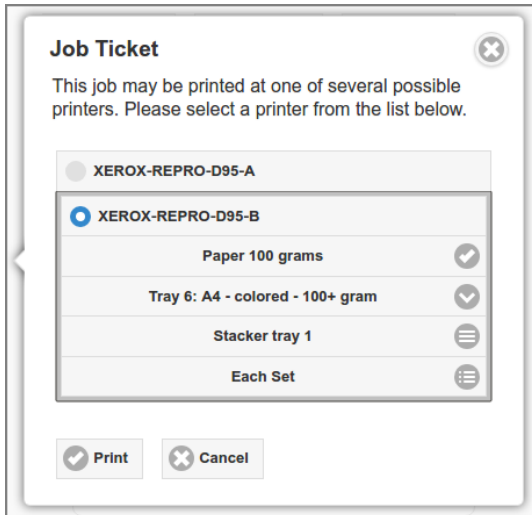 Job Ticket
This job may be printed at one of several possible
printers. Please select a printer from the list below.
XEROX-REPRO-D95-A
XEROX-REPRO-D95-B
Paper 100 grams
Tray 6: A4 - colored - 100+ gram
Stacker tray 1
Each Set
Print Cancel